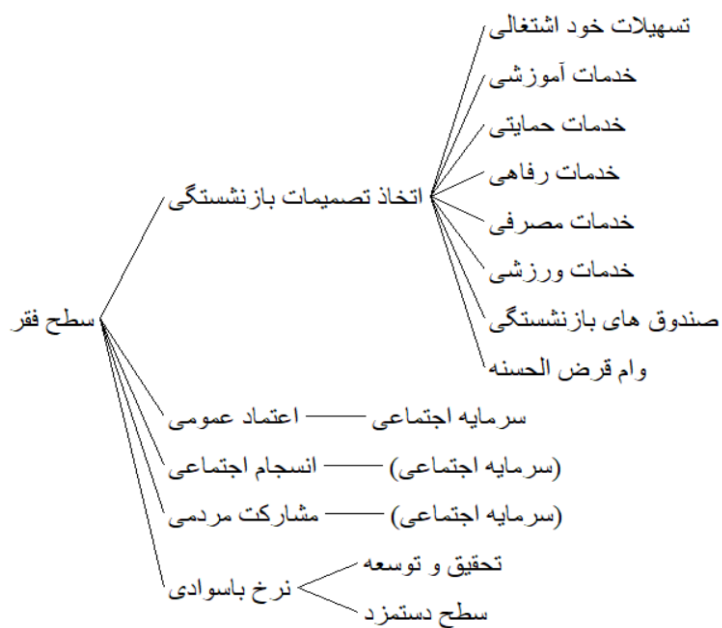 تسهیلات خود اشتغالی
خدمات آموزشی
خدمات حمایتی
خدمات رفاهی
اتخاذ تصمیمات بازنشستگی
خدمات مصرفی
خدمات ورزشی
صندوق های بازنشستگی
سطح فقر
وام قرض الحسنه
اعتماد عمومی
سرمایه اجتماعی
انسجام اجتماعی
(سرمایه اجتماعی)
مشارکت مردمی
(سرمایه اجتماعی)
تحقیق و توسعه
نرخ باسوادی
سطح دستمزد